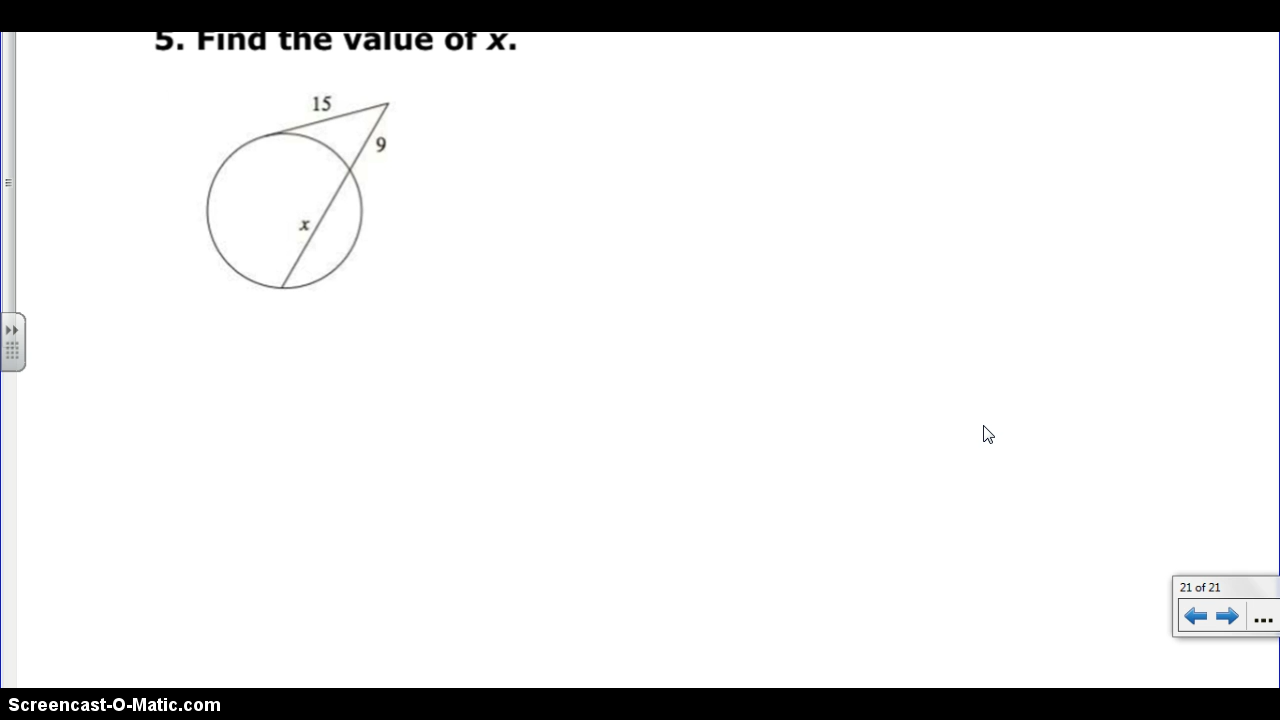 5. Find the value of x.
15
9
x
21 of 21
...
Screencast-O-Matic.com